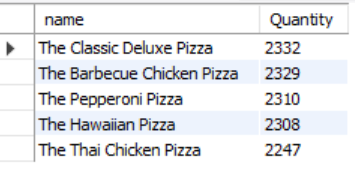 name Quantity
The Classic Deluxe Pizza 2332
The Barbecue Chicken Pizza 2329
The Pepperoni Pizza 2310
The Hawaiian Pizza 2308
The Thai Chicken Pizza 2247